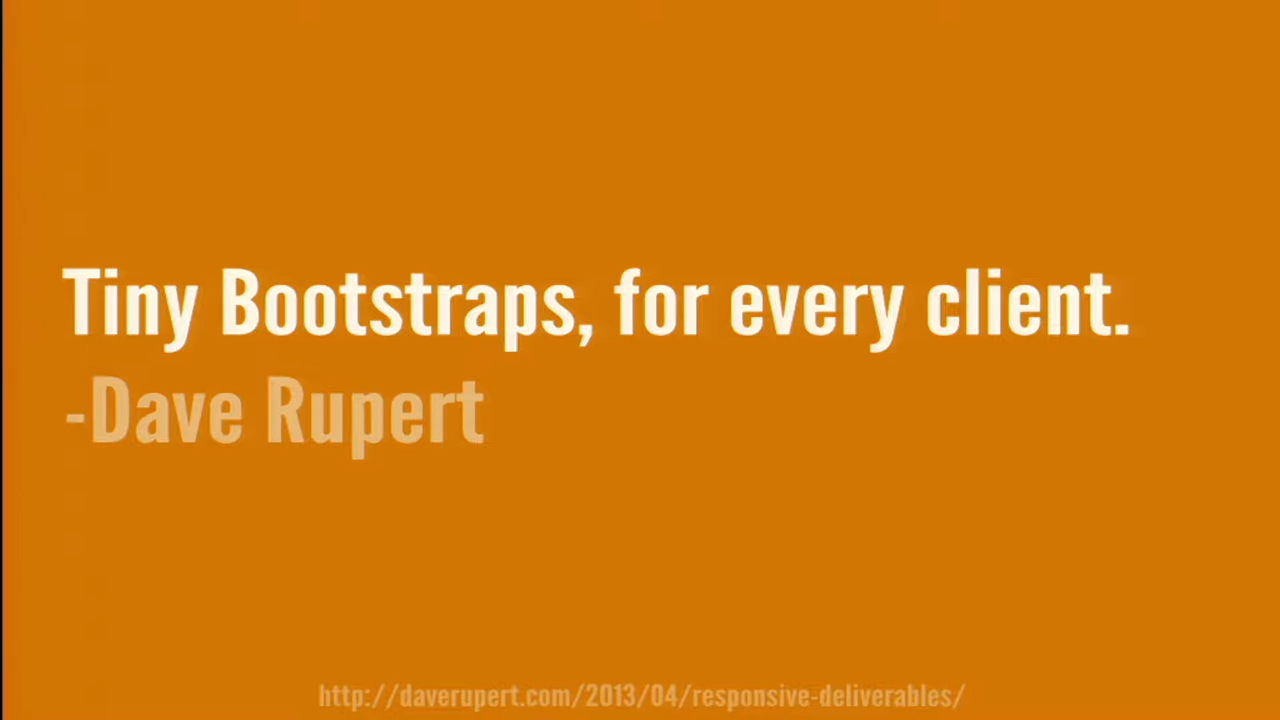 Tiny Bootstraps, for every client.
-Dave Rupert
http://daverupert.com/2013/04/responsive-deliverables/